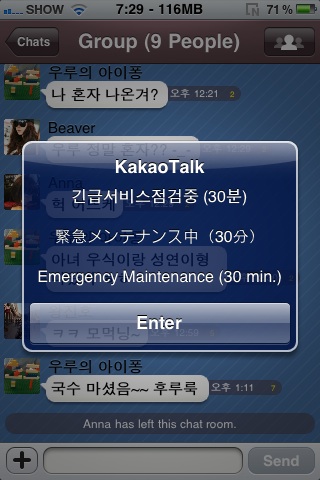 SHOW 7:29 - 116MB 71%
Chats Group (9 People)
우루의 아이퐁
나 혼자 나온겨? 오후 12:21 2
Beaver
우루 정말 혼자??
Anna
KakaoTalk
긴급서비스점검중 (30분)
緊急メンテナンス中（30分）
Emergency Maintenance (30 min.)
아녀 우식이랑 성연이형
Enter
ㅋㅋ 모먹닝~
우루의 아이퐁
국수 마셨음~~ 후루룩 오후 1:11 7
Anna has left this chat room.
Send